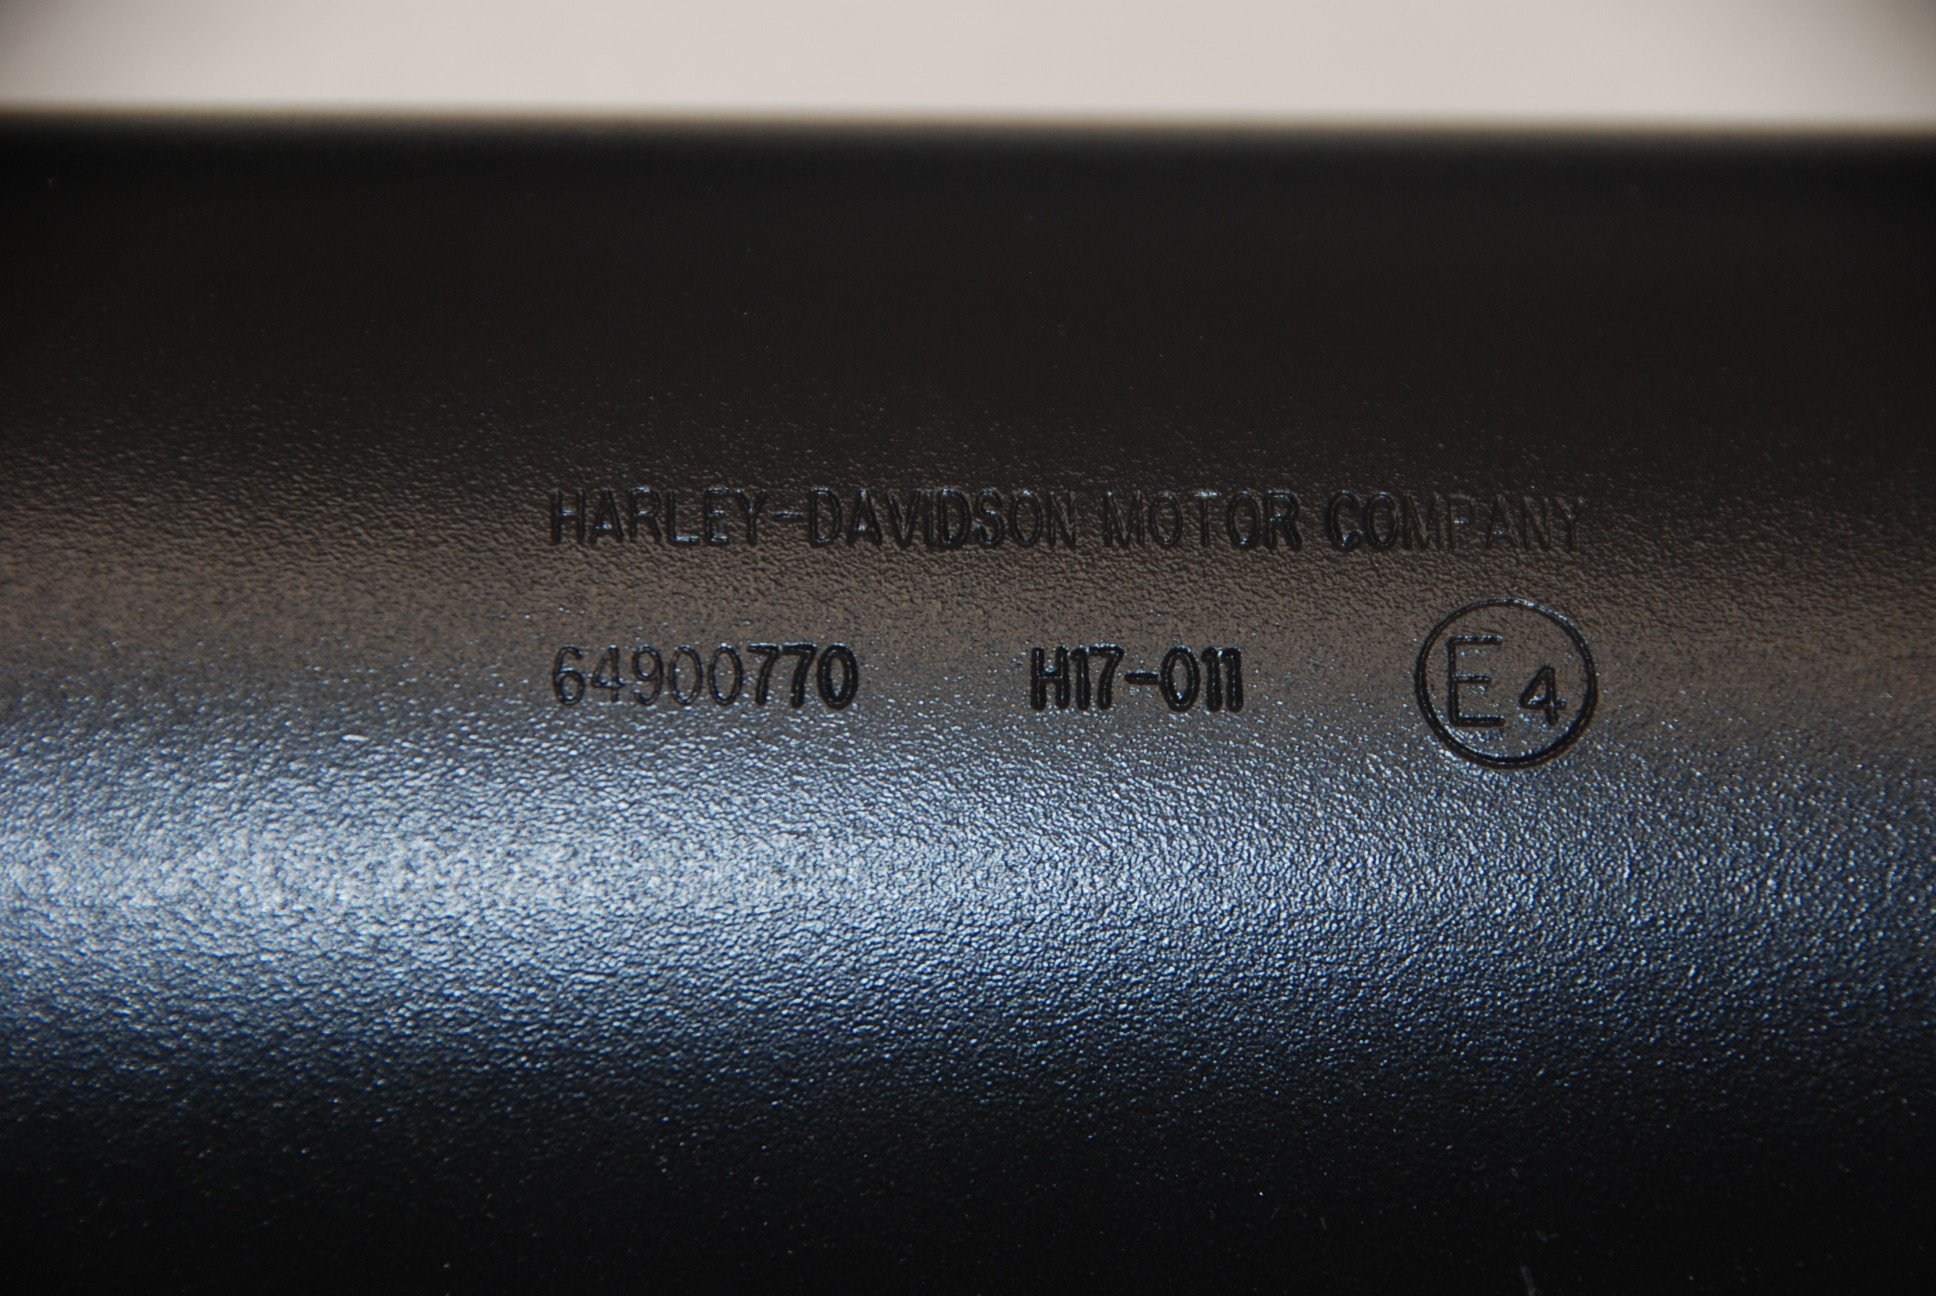 HARLEY-DAVIDSON MOTOR COMPANY
64900770 H17-011 E4